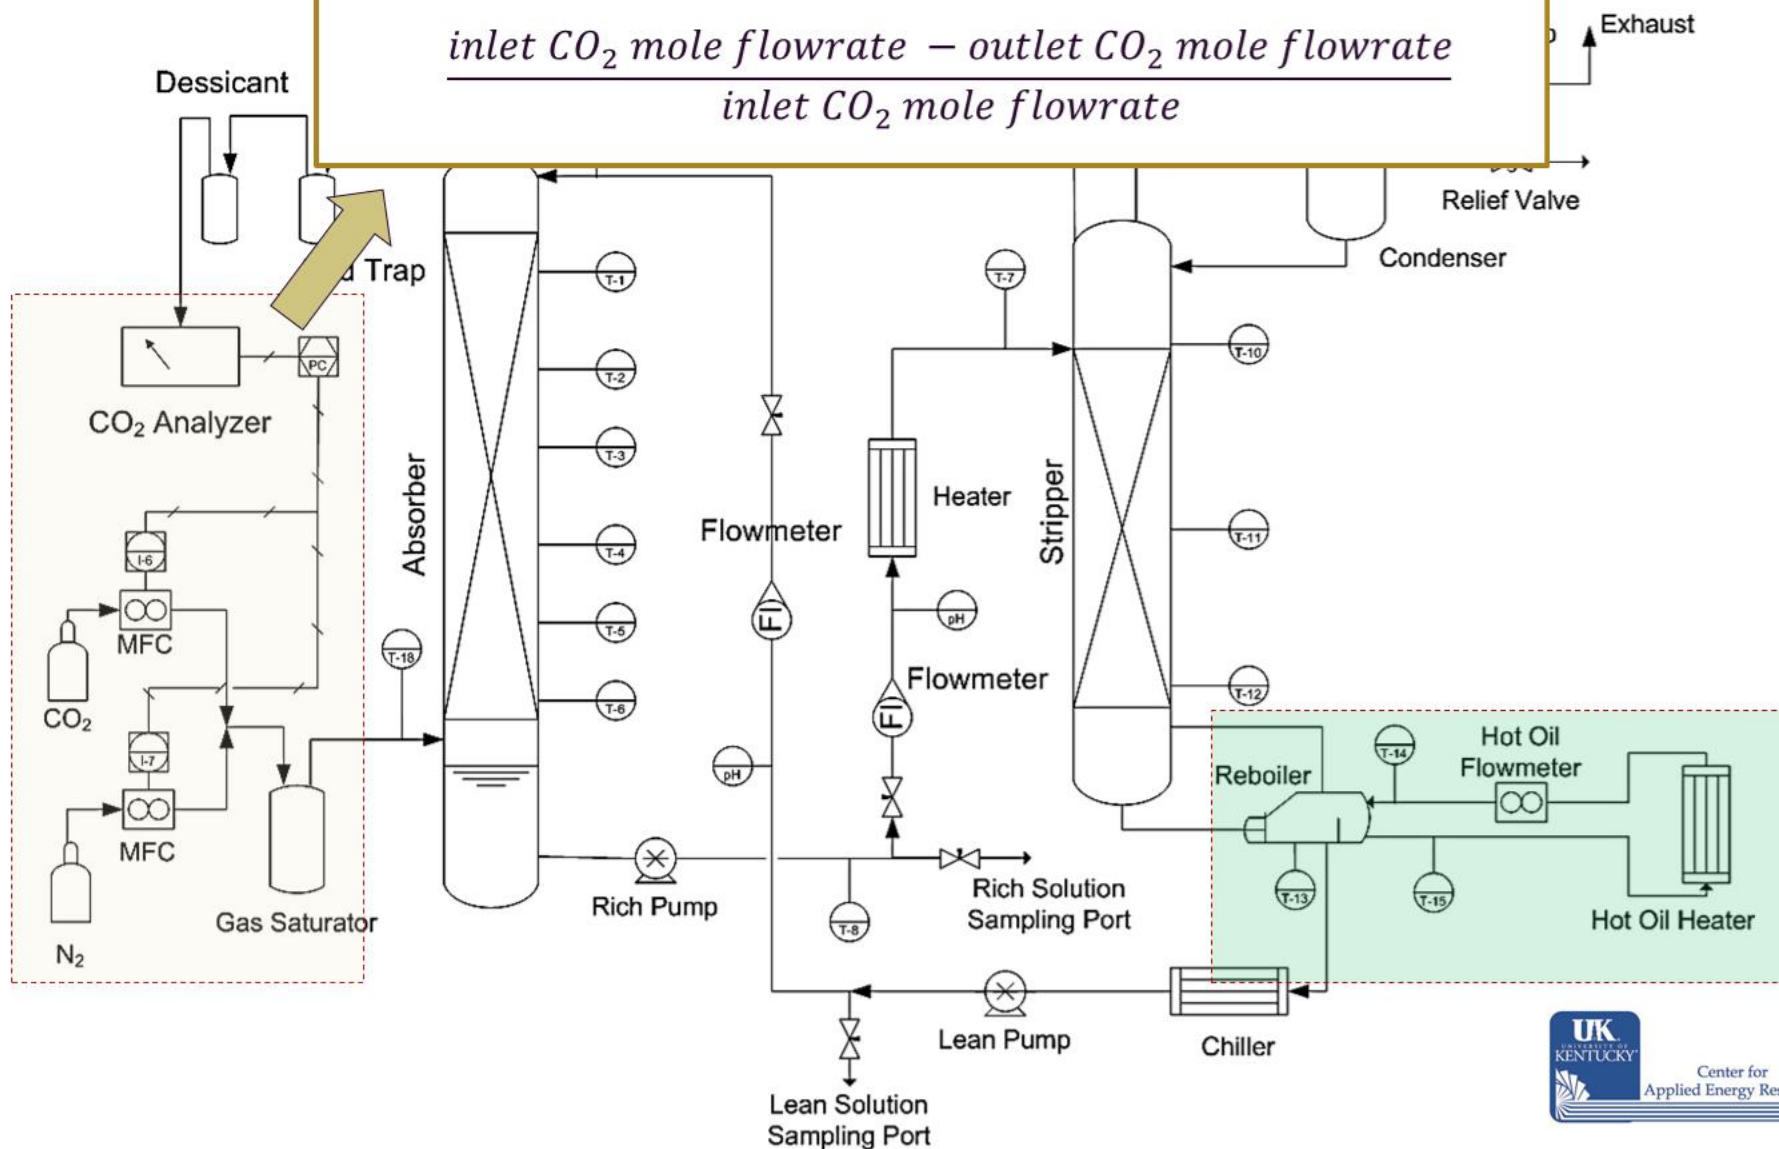 inlet CO₂ mole flowrate − outlet CO₂ mole flowrate
inlet CO₂ mole flowrate
Exhaust
Dessicant
Relief Valve
Condenser
Trap
T-1
T-7
T-10
PC
T-2
CO₂ Analyzer
T-3
Absorber
Heater
Stripper
Flowmeter
T-4
T-11
I-6
MFC
FI
pH
T-5
T-18
CO₂
Flowmeter
T-6
T-12
FI
I-7
MFC
pH
Reboiler
T-14
Hot Oil
Flowmeter
N₂
Gas Saturator
Rich Pump
T-8
Rich Solution
Sampling Port
T-13
T-15
Hot Oil Heater
Lean Pump
Chiller
Lean Solution
Sampling Port
UK
UNIVERSITY OF
KENTUCKY
Center for
Applied Energy Res